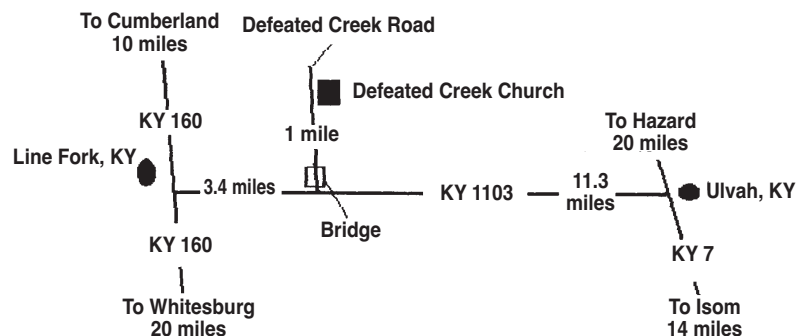 To Cumberland
10 miles
Defeated Creek Road
Defeated Creek Church
KY 160
1 mile
To Hazard
20 miles
Line Fork, KY
3.4 miles
KY 1103
11.3
miles
Ulvah, KY
Bridge
KY 160
KY 7
To Whitesburg
20 miles
To Isom
14 miles